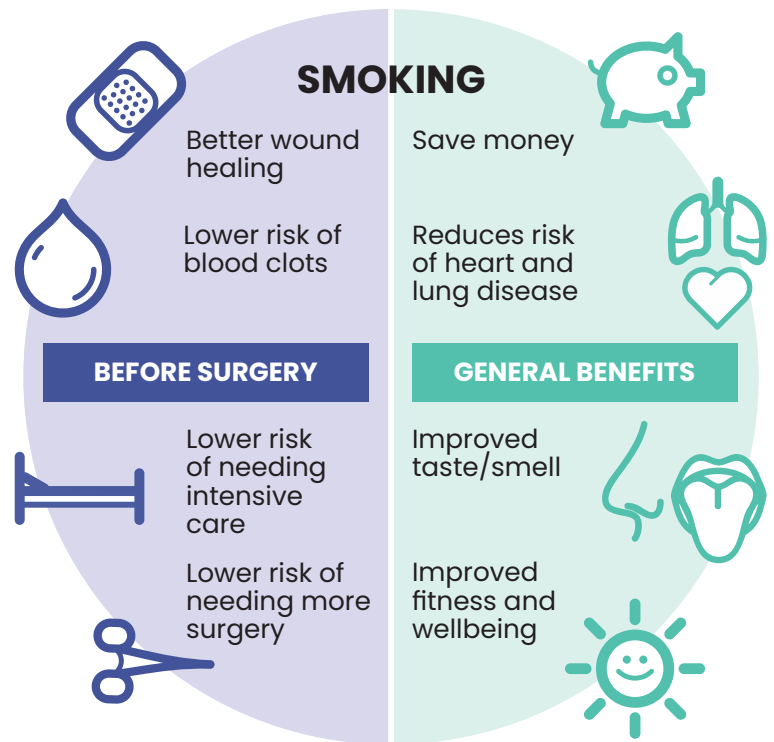 SMOKING
Better wound
healing
Lower risk of
blood clots
BEFORE SURGERY
Lower risk
of needing
intensive
care
Lower risk of
needing more
surgery
Save money
Reduces risk
of heart and
lung disease
GENERAL BENEFITS
Improved
taste/smell
Improved
fitness and
wellbeing